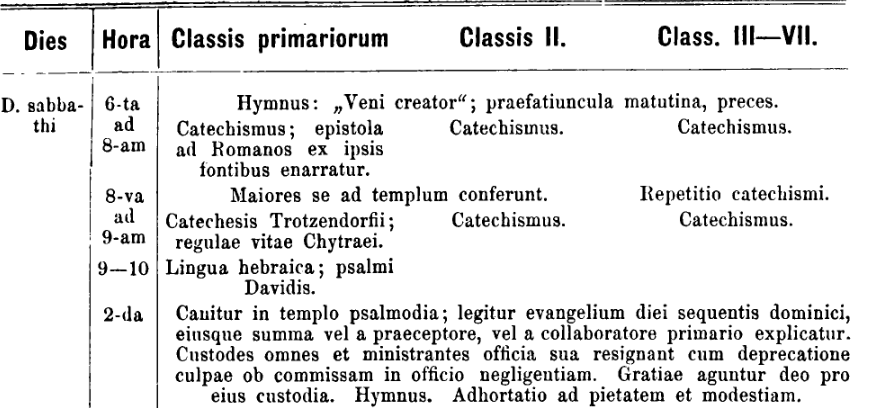 Dies Hora Classis primariorum Classis II. Class. III—VII.
D. sabba- 6-ta Hymnus: „Veni creator“; praefatiuncula matutina, preces.
thi ad Catechismus; epistola Catechismus. Catechismus.
8-am ad Romanos ex ipsis
fontibus enarratur.
8-va Maiores se ad templum conferunt. Repetitio catechismi.
ad Catechesis Trotzendorfii; Catechismus. Catechismus.
9-am regulae vitae Chytraei.
9—10 Lingua hebraica; psalmi
Davidis.
2-da Canitur in templo psalmodia; legitur evangelium diei sequentis dominici,
eiusque summa vel a praeceptore, vel a collaboratore primario explicatur.
Custodes omnes et ministrantes officia sua resignant cum deprecatione
culpae ob commissam in officio negligentiam. Gratiae aguntur deo pro
eius custodia. Hymnus. Adhortatio ad pietatem et modestiam.